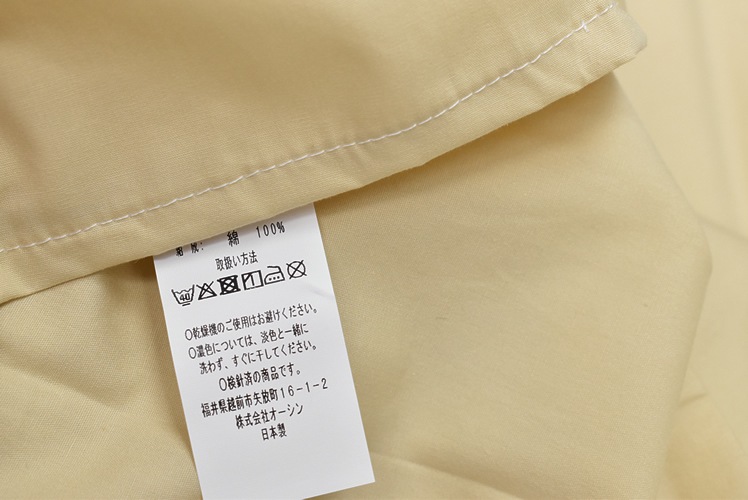 組 成: 綿 100%
取扱い方法
40
○乾燥機のご使用はお避けください。
○濃色については、淡色と一緒に
洗わず、すぐに干してください。
○検針済の商品です。
福井県越前市矢放町16-1-2
株式会社オーシン
日本製